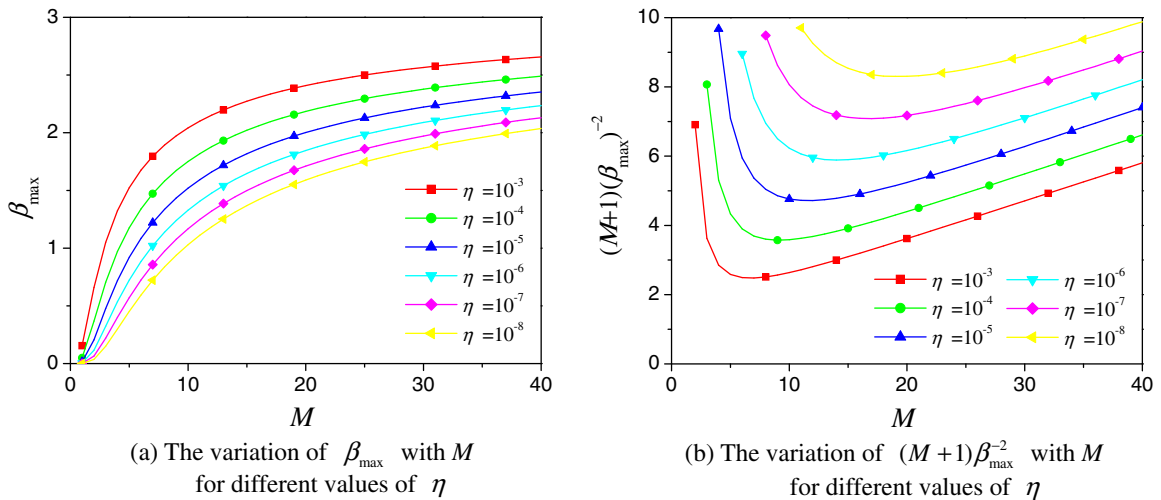 3
2
1
0
β_max
0 10 20 30 40
M
η =10^-3
η =10^-4
η =10^-5
η =10^-6
η =10^-7
η =10^-8
(a) The variation of β_max with M
for different values of η
10
8
6
4
2
0
(M+1)(β_max)^-2
0 10 20 30 40
M
η =10^-3 η =10^-6
η =10^-4 η =10^-7
η =10^-5 η =10^-8
(b) The variation of (M+1)β_max^-2 with M
for different values of η